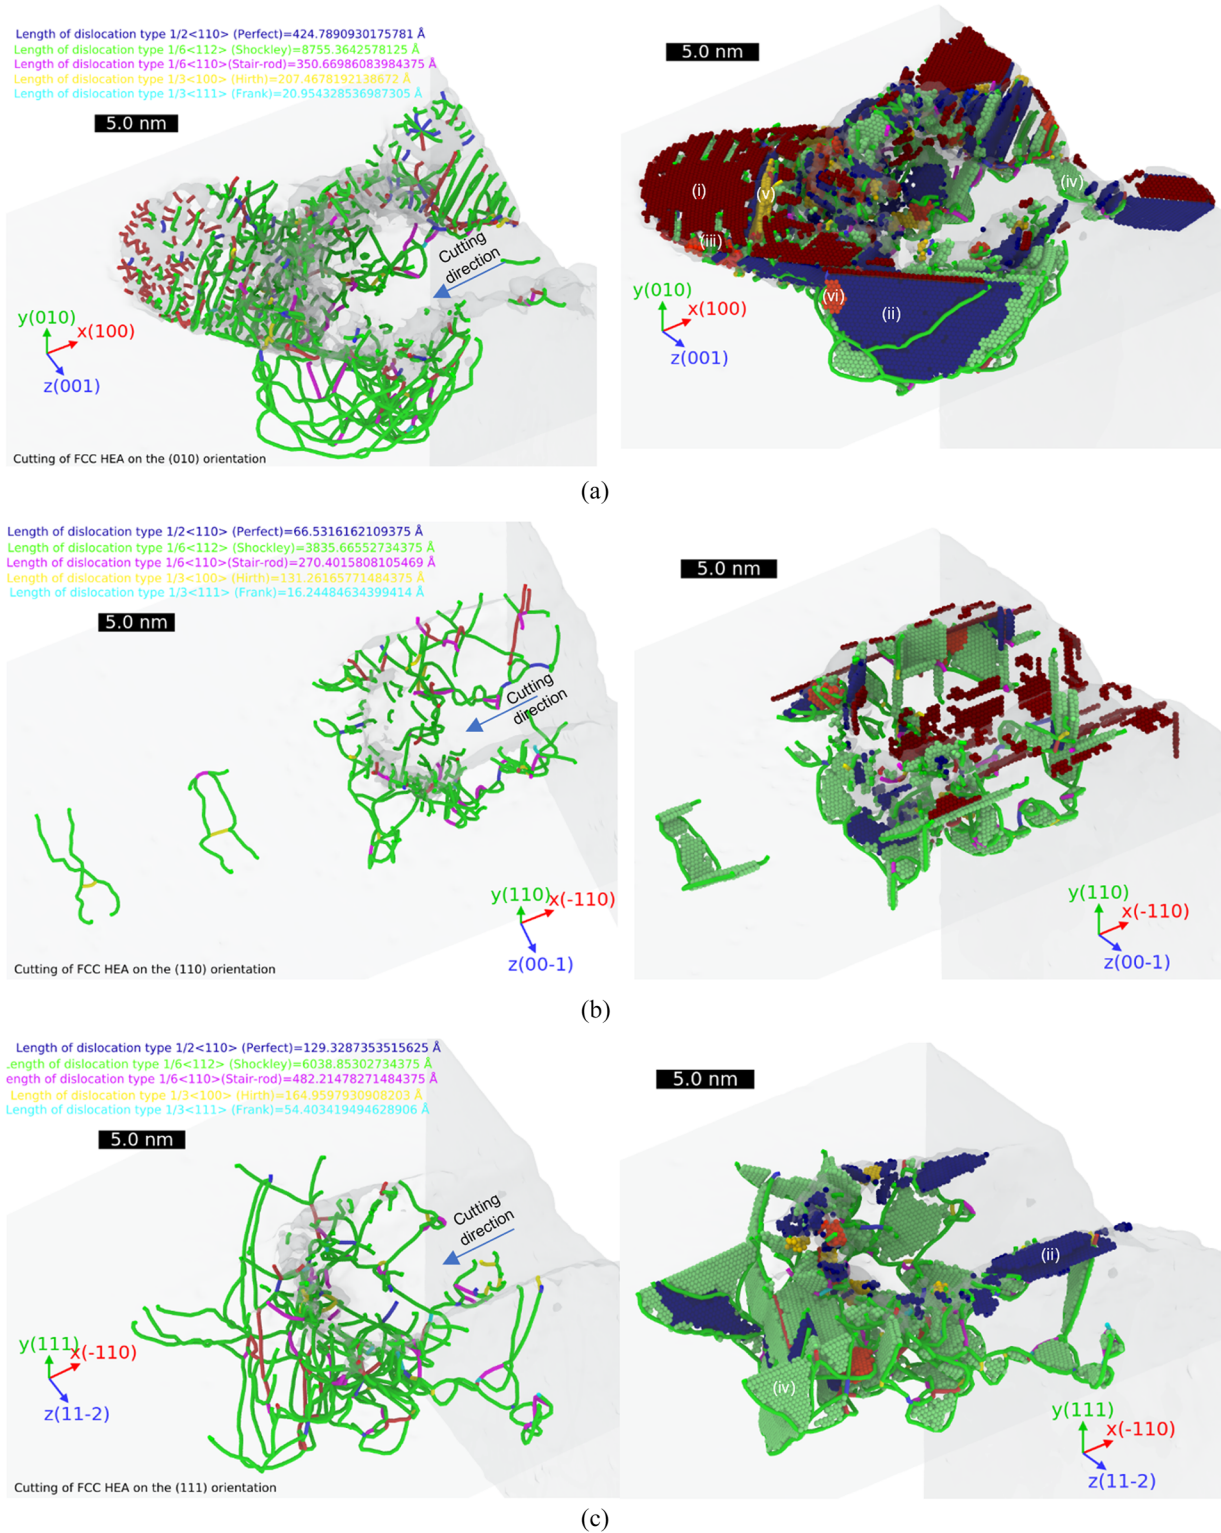 Length of dislocation type 1/2<110> (Perfect)=424.7890930175781 Å
Length of dislocation type 1/6<112> (Shockley)=8755.3642578125 Å
Length of dislocation type 1/6<110>(Stair-rod)=350.66986083984375 Å
Length of dislocation type 1/3<100> (Hirth)=207.4678192138672 Å
Length of dislocation type 1/3<111> (Frank)=20.954328536987305 Å
5.0 nm
Cutting
direction
y(010)
x(100)
z(001)
Cutting of FCC HEA on the (010) orientation
5.0 nm
(i)
(v)
(iv)
(iii)
(vi)
(ii)
y(010)
x(100)
z(001)
(a)
Length of dislocation type 1/2<110> (Perfect)=66.5316162109375 Å
Length of dislocation type 1/6<112> (Shockley)=3835.66552734375 Å
Length of dislocation type 1/6<110>(Stair-rod)=270.4015808105469 Å
Length of dislocation type 1/3<100> (Hirth)=131.26165771484375 Å
Length of dislocation type 1/3<111> (Frank)=16.24484634399414 Å
5.0 nm
Cutting
direction
y(110)
x(-110)
z(00-1)
Cutting of FCC HEA on the (110) orientation
5.0 nm
y(110)
x(-110)
z(00-1)
(b)
Length of dislocation type 1/2<110> (Perfect)=129.3287353515625 Å
ength of dislocation type 1/6<112> (Shockley)=6038.85302734375 Å
ength of dislocation type 1/6<110>(Stair-rod)=482.21478271484375 Å
Length of dislocation type 1/3<100> (Hirth)=164.9597930908203 Å
Length of dislocation type 1/3<111> (Frank)=54.403419494628906 Å
5.0 nm
Cutting
direction
y(111)
x(-110)
z(11-2)
Cutting of FCC HEA on the (111) orientation
5.0 nm
(ii)
(iv)
y(111)
x(-110)
z(11-2)
(c)